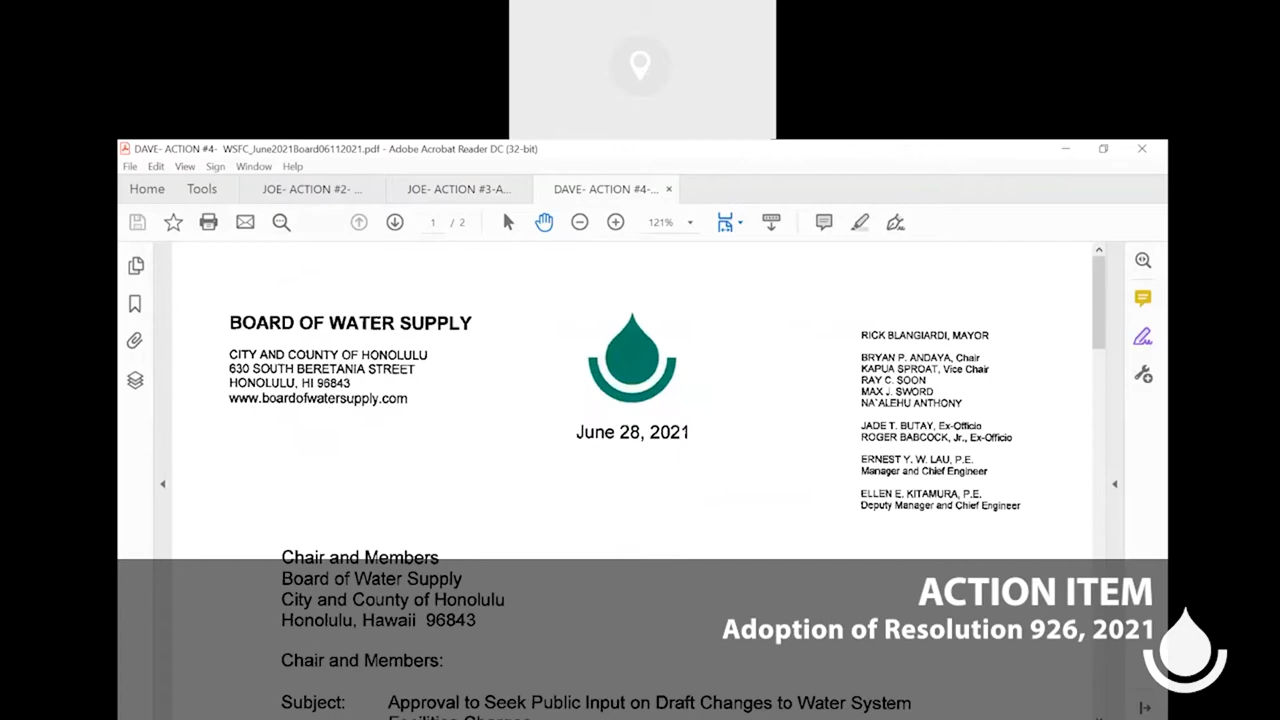 DAVE- ACTION #4- WSFC_June2021Board06112021.pdf - Adobe Acrobat Reader DC (32-bit)
File Edit View Sign Window Help
Home Tools JOE- ACTION #2- ... JOE- ACTION #3-A... DAVE- ACTION #4-... ×
1 / 2 121%
BOARD OF WATER SUPPLY
CITY AND COUNTY OF HONOLULU
630 SOUTH BERETANIA STREET
HONOLULU, HI 96843
www.boardofwatersupply.com
June 28, 2021
RICK BLANGIARDI, MAYOR
BRYAN P. ANDAYA, Chair
KAPUA SPROAT, Vice Chair
RAY C. SOON
MAX J. SWORD
NA`ALEHU ANTHONY
JADE T. BUTAY, Ex-Officio
ROGER BABCOCK, Jr., Ex-Officio
ERNEST Y. W. LAU, P.E.
Manager and Chief Engineer
ELLEN E. KITAMURA, P.E.
Deputy Manager and Chief Engineer
Chair and Members
Board of Water Supply
City and County of Honolulu
Honolulu, Hawaii 96843
Chair and Members:
Subject: Approval to Seek Public Input on Draft Changes to Water System
Facilities Charges
ACTION ITEM
Adoption of Resolution 926, 2021